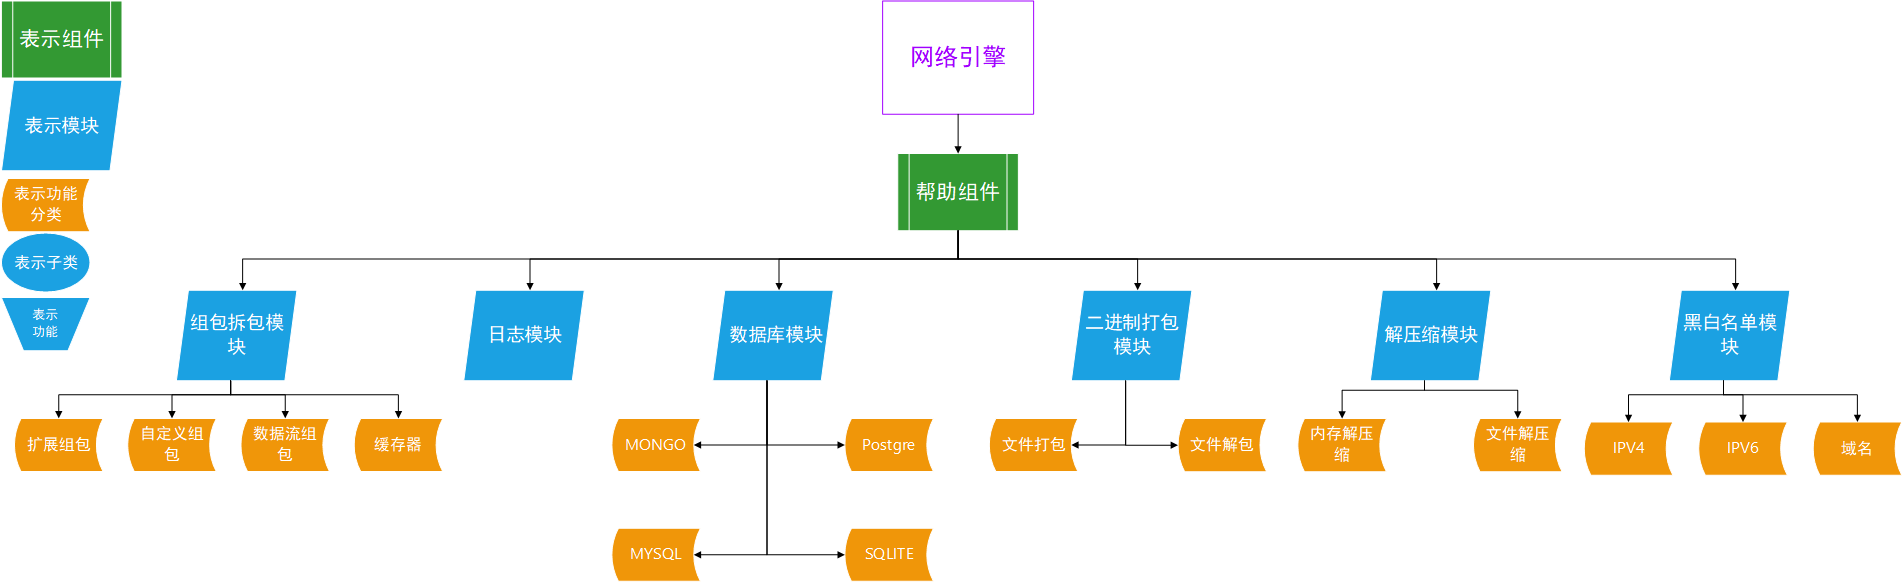 表示组件
表示模块
表示功能
分类
表示子类
表示
功能
网络引擎
帮助组件
组包拆包模
块
日志模块
数据库模块
二进制打包
模块
解压缩模块
黑白名单模
块
扩展组包
自定义组
包
数据流组
包
缓存器
MONGO
Postgre
文件打包
文件解包
内存解压
缩
文件解压
缩
IPV4
IPV6
域名
MYSQL
SQLITE